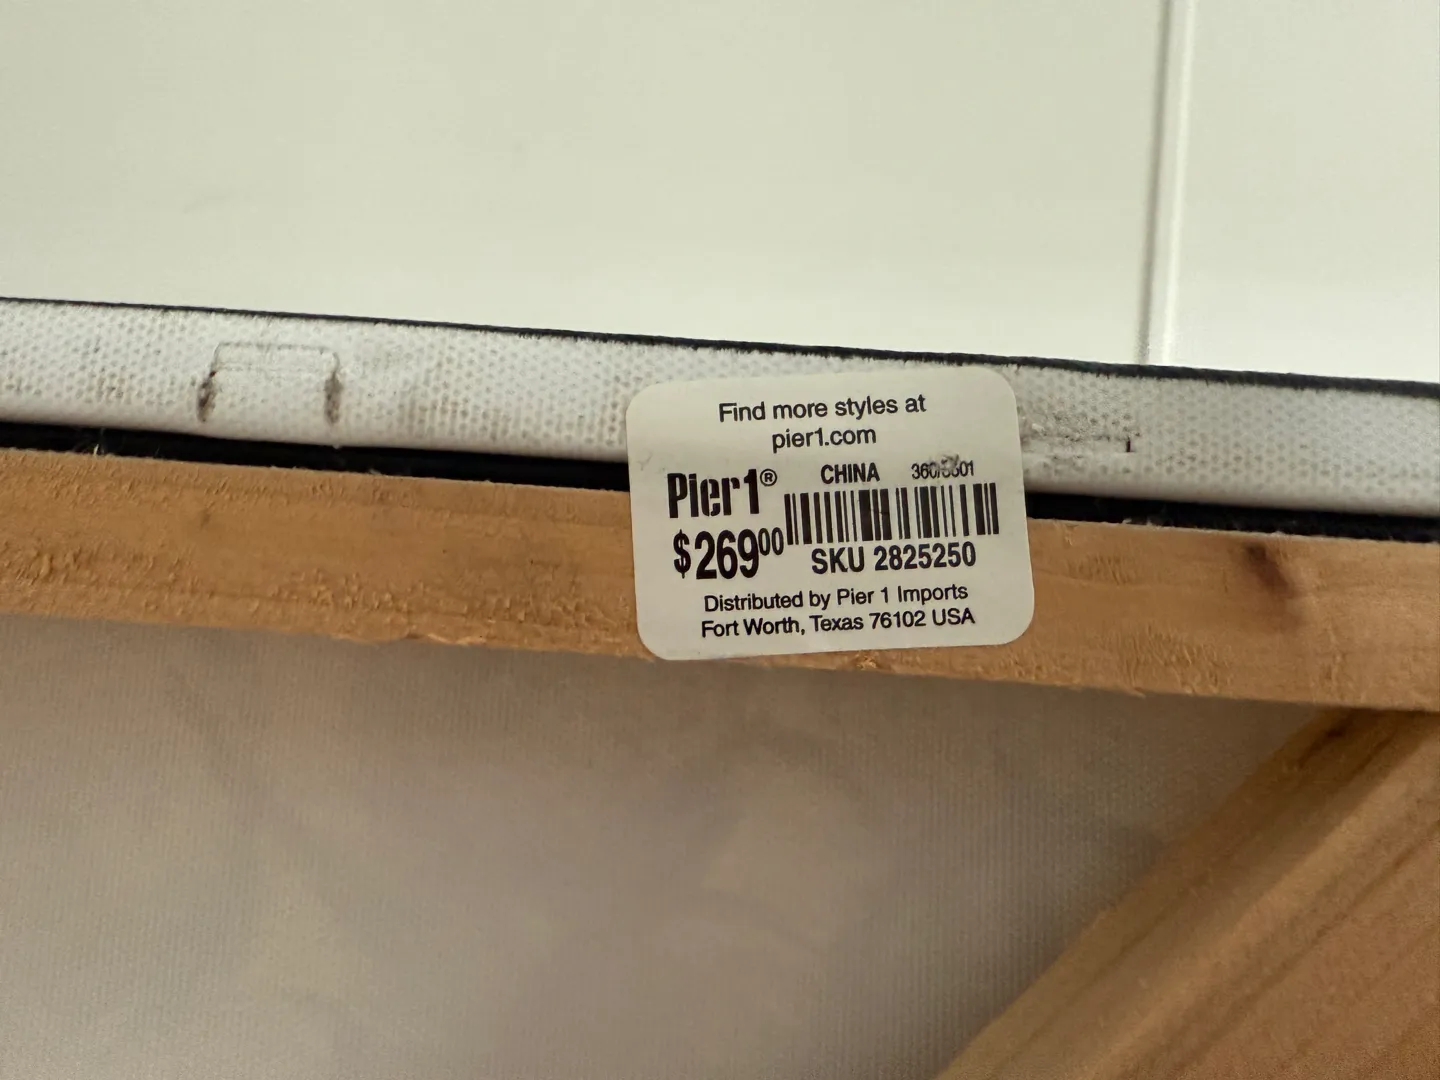 Find more styles at
pier1.com
Pier1® CHINA
$269.00 SKU 2825250
Distributed by Pier 1 Imports
Fort Worth, Texas 76102 USA